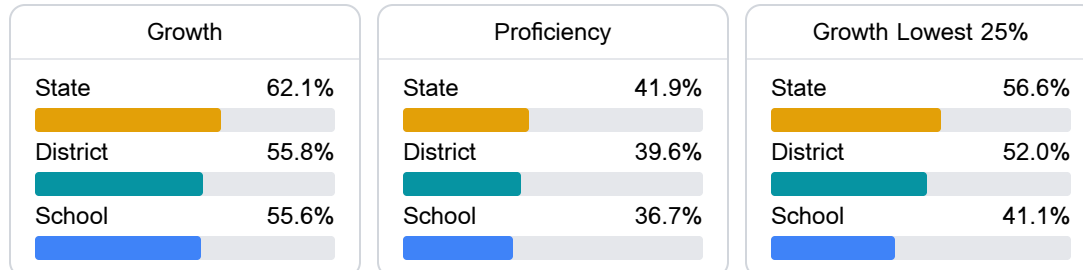 Growth
State 62.1%
District 55.8%
School 55.6%
Proficiency
State 41.9%
District 39.6%
School 36.7%
Growth Lowest 25%
State 56.6%
District 52.0%
School 41.1%